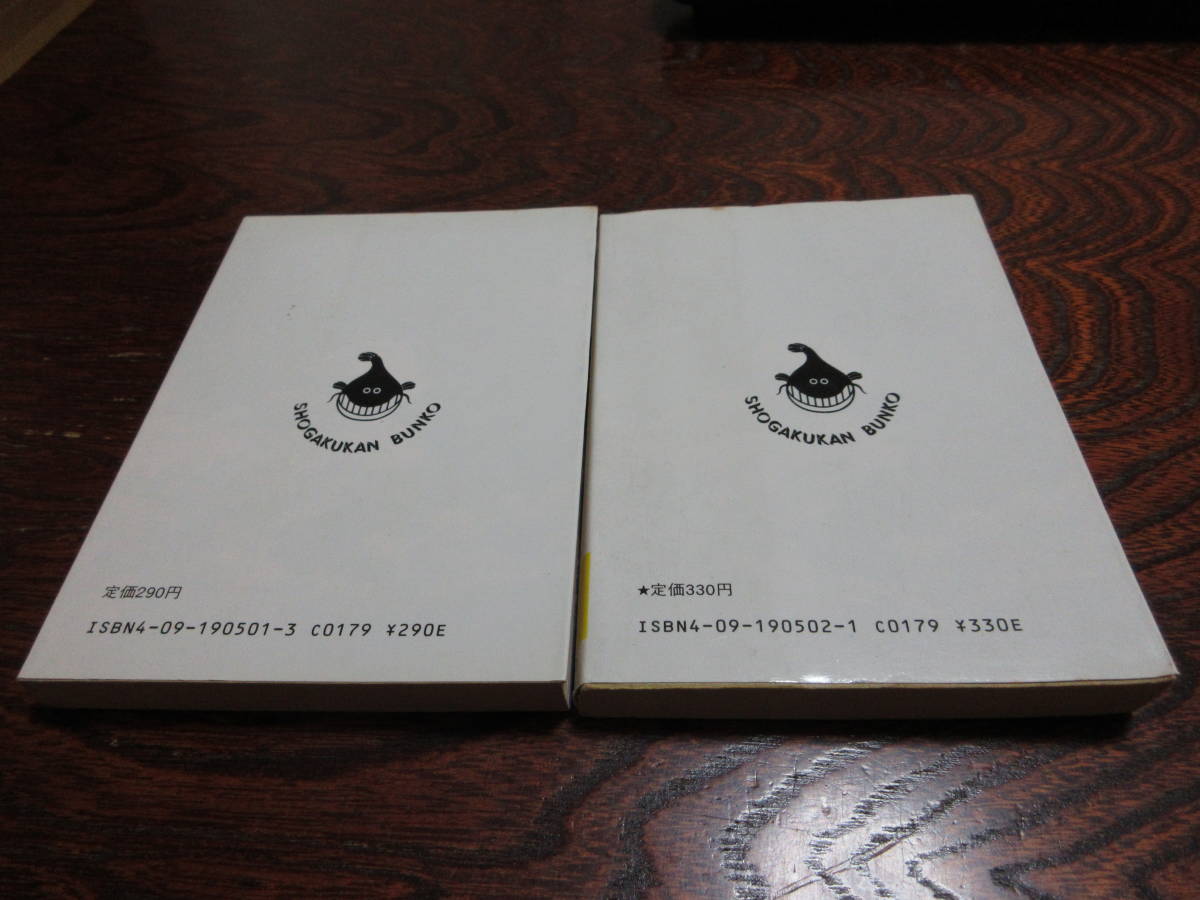 SHOGAKUKAN BUNKO
定価290円
ISBN4-09-190501-3 C0179 ¥290E
SHOGAKUKAN BUNKO
★定価330円
ISBN4-09-190502-1 C0179 ¥330E